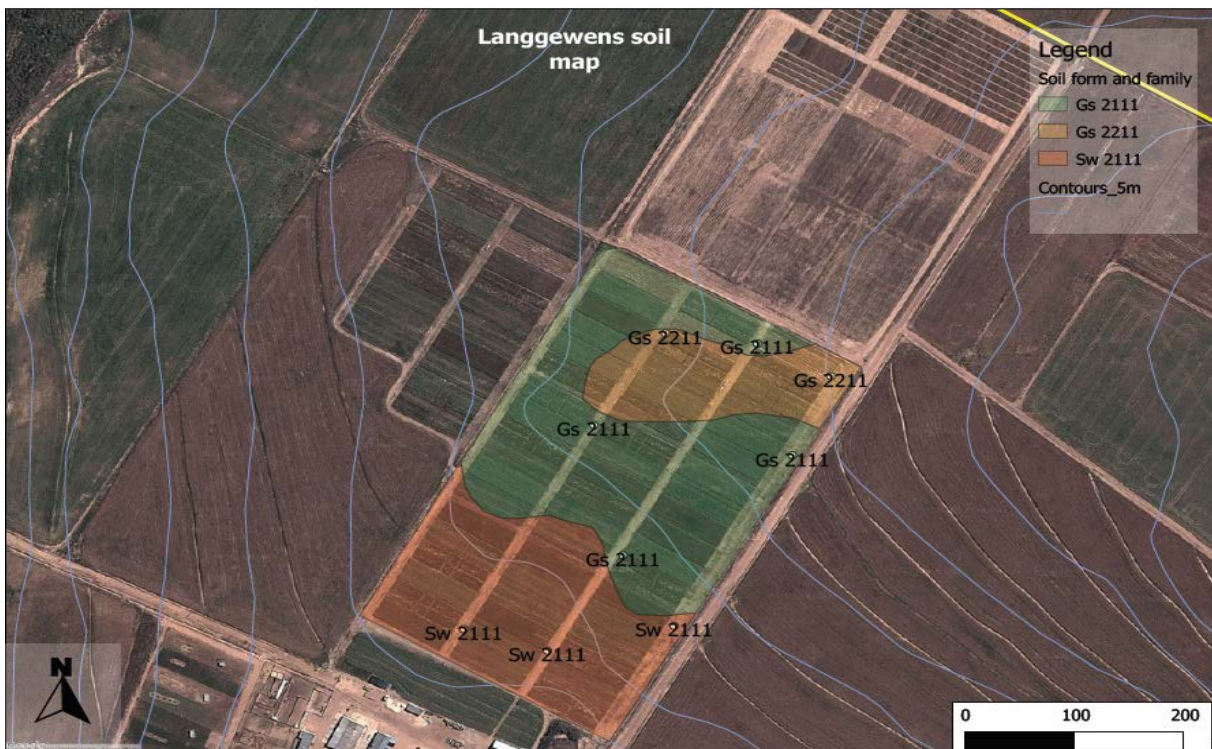 Langgewens soil
map
Legend
Soil form and family
Gs 2111
Gs 2211
Sw 2111
Contours_5m
Gs 2211
Gs 2111
Gs 2211
Gs 2111
Gs 2111
Gs 2111
Sw 2111
Sw 2111
Sw 2111
N
0 100 200
Google